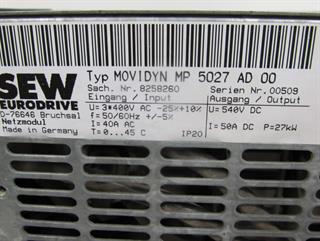 SEW
EURODRIVE
D-76646 Bruchsal
Netzmodul
Made in Germany
Typ MOVIDYN MP 5027 AD 00
Sach. Nr. 8258260 Serien Nr. 00509
Eingang / Input Ausgang / Output
U= 3*400V AC -25%+10% U= 540V DC
f= 50/60Hz +/-5%
I= 40A AC I= 50A DC P=27kW
T= 0...45 C IP20